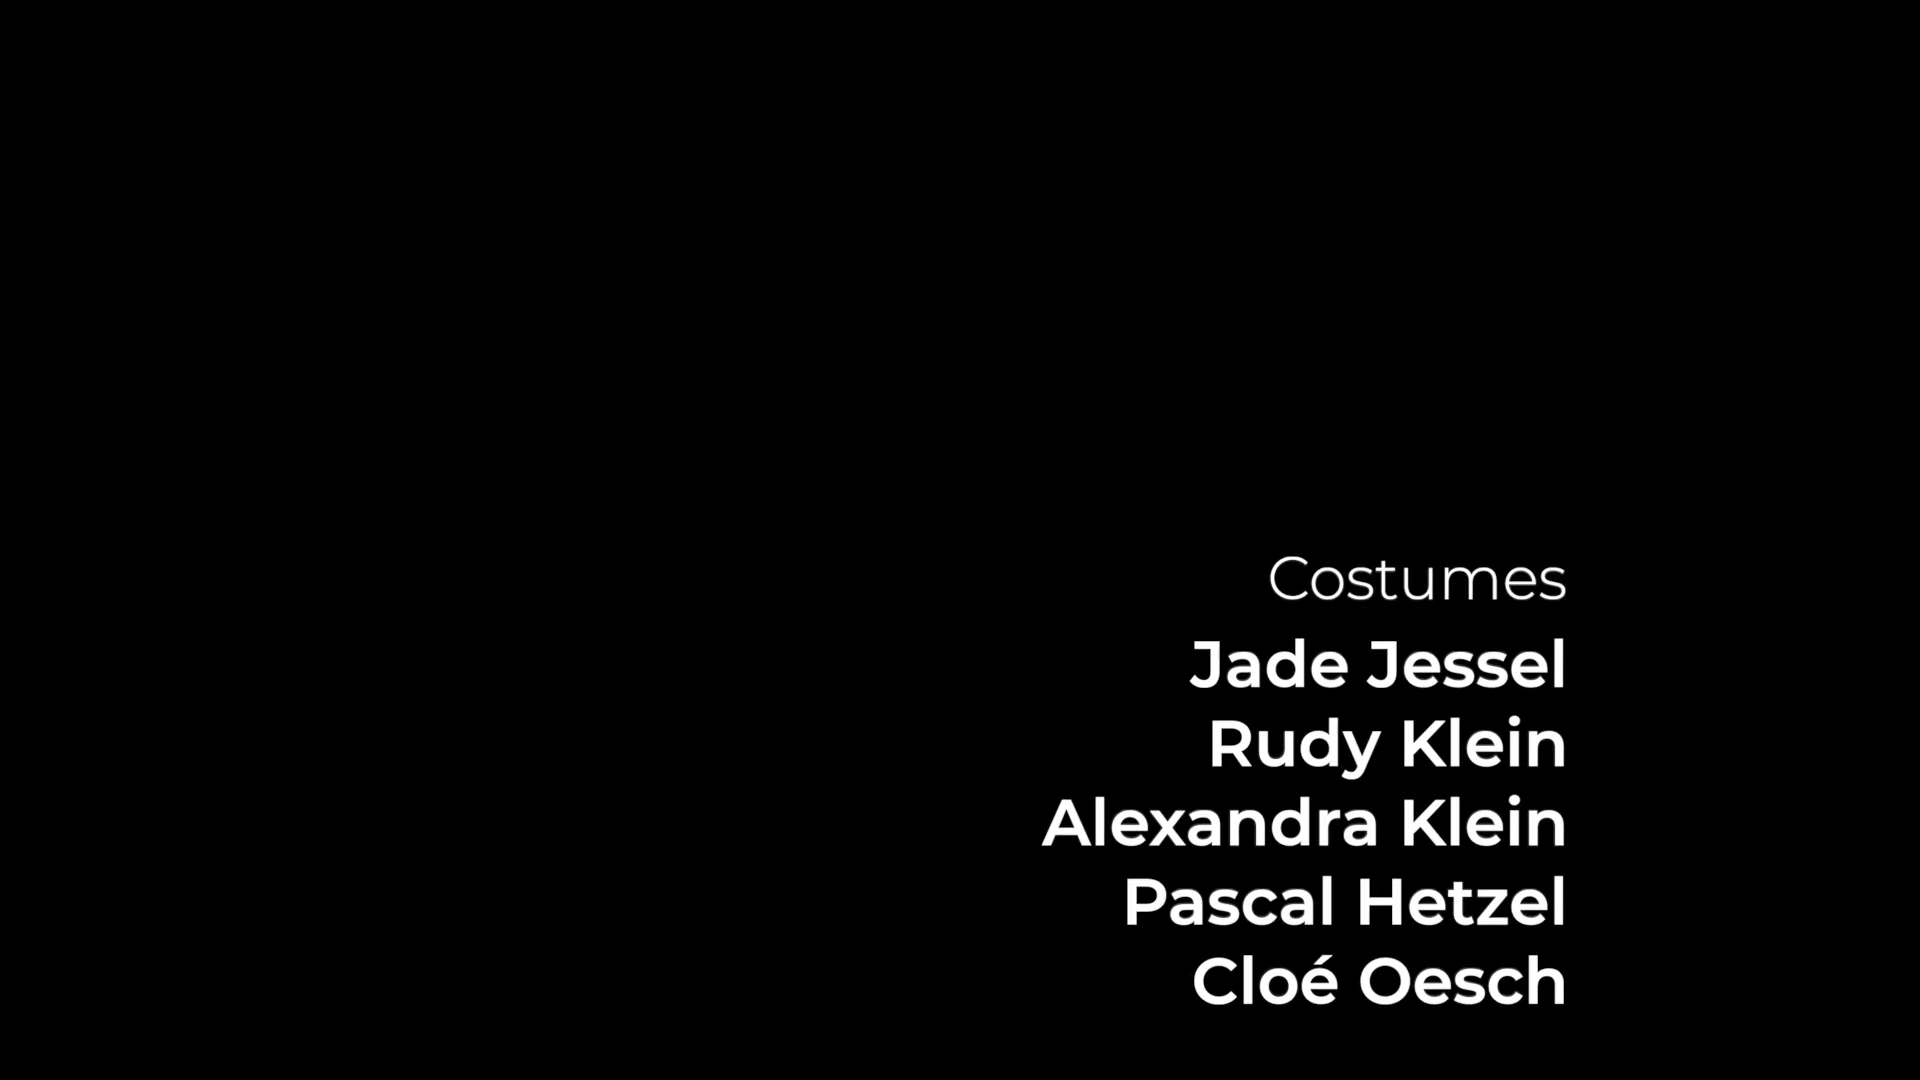 Costumes
Jade Jessel
Rudy Klein
Alexandra Klein
Pascal Hetzel
Cloé Oesch